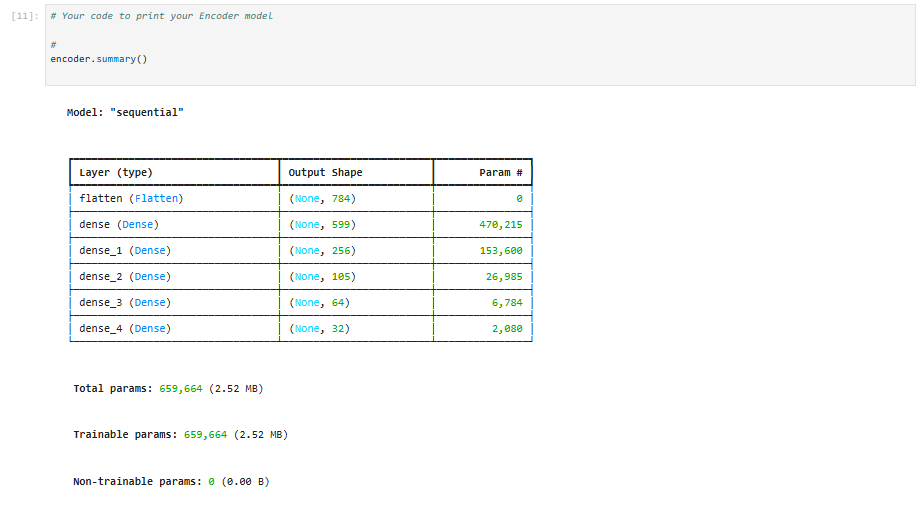 [11]: # Your code to print your Encoder model
#
encoder.summary()
Model: "sequential"
Layer (type) Output Shape Param #
flatten (Flatten) (None, 784) 0
dense (Dense) (None, 599) 470,215
dense_1 (Dense) (None, 256) 153,600
dense_2 (Dense) (None, 105) 26,985
dense_3 (Dense) (None, 64) 6,784
dense_4 (Dense) (None, 32) 2,080
Total params: 659,664 (2.52 MB)
Trainable params: 659,664 (2.52 MB)
Non-trainable params: 0 (0.00 B)